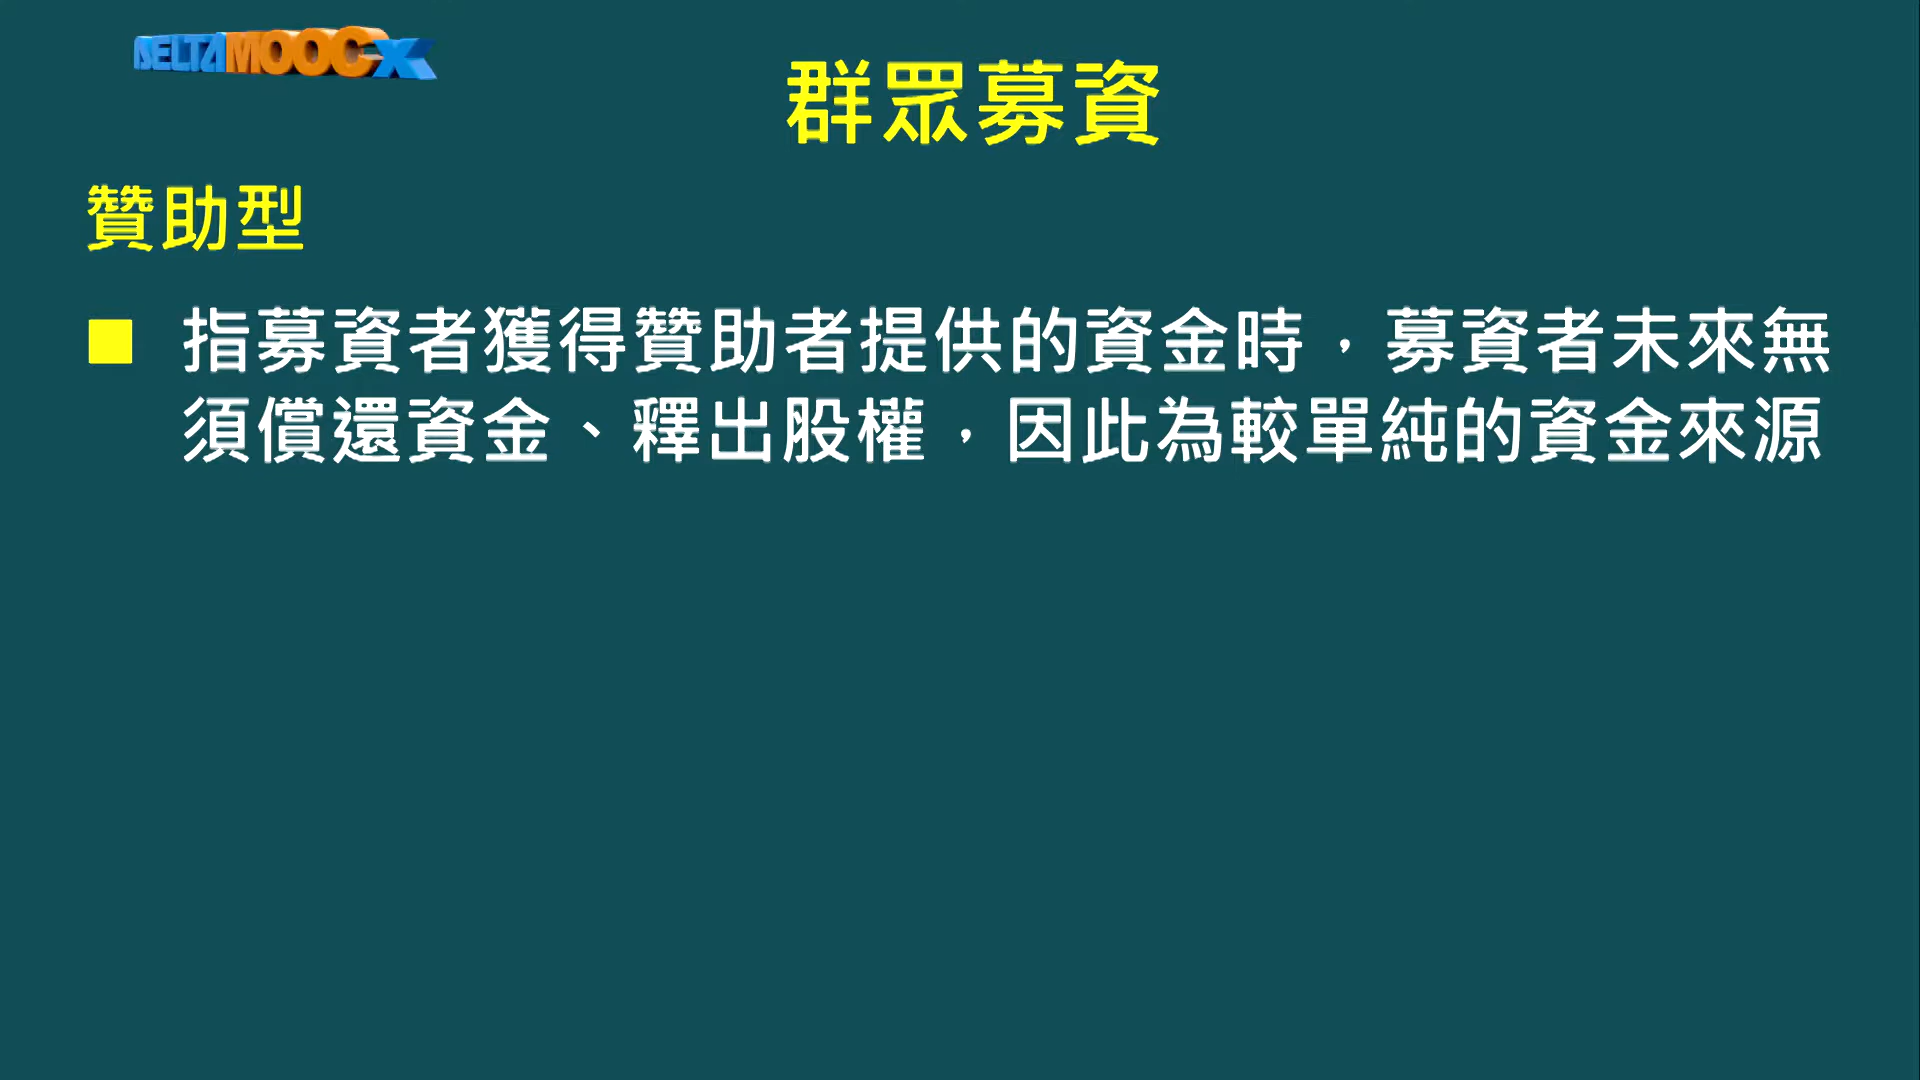 DELTAMOOCx
群眾募資
贊助型
指募資者獲得贊助者提供的資金時，募資者未來無
須償還資金、釋出股權，因此為較單純的資金來源